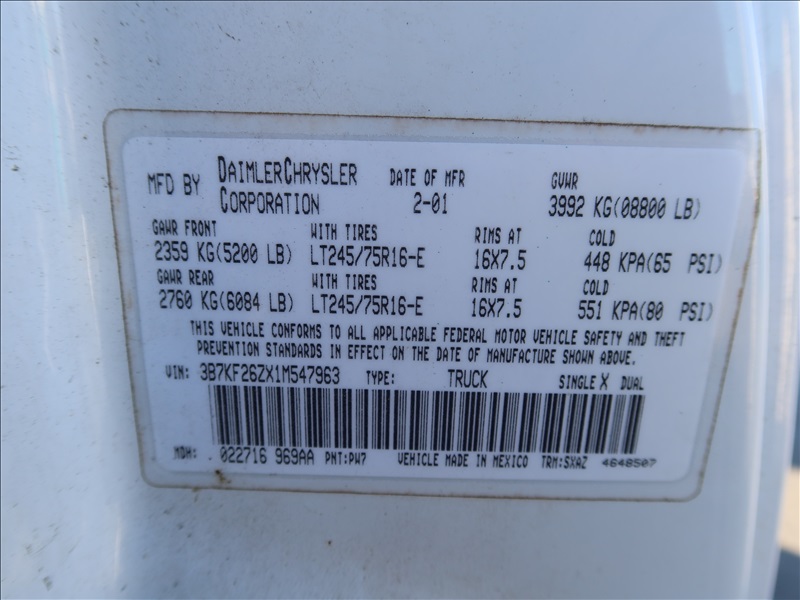 MFD BY DAIMLERCHRYSLER CORPORATION DATE OF MFR 2-01 GVWR 3992 KG(08800 LB)
GAWR FRONT WITH TIRES RIMS AT COLD
2359 KG(5200 LB) LT245/75R16-E 16X7.5 448 KPA(65 PSI)
GAWR REAR WITH TIRES RIMS AT COLD
2760 KG(6084 LB) LT245/75R16-E 16X7.5 551 KPA(80 PSI)
THIS VEHICLE CONFORMS TO ALL APPLICABLE FEDERAL MOTOR VEHICLE SAFETY AND THEFT
PREVENTION STANDARDS IN EFFECT ON THE DATE OF MANUFACTURE SHOWN ABOVE.
VIN: 3B7KF26ZX1M547963 TYPE: TRUCK SINGLE X DUAL
MDH: 022716 969AA PNT:PW7 VEHICLE MADE IN MEXICO TRM:SXAZ 4648507